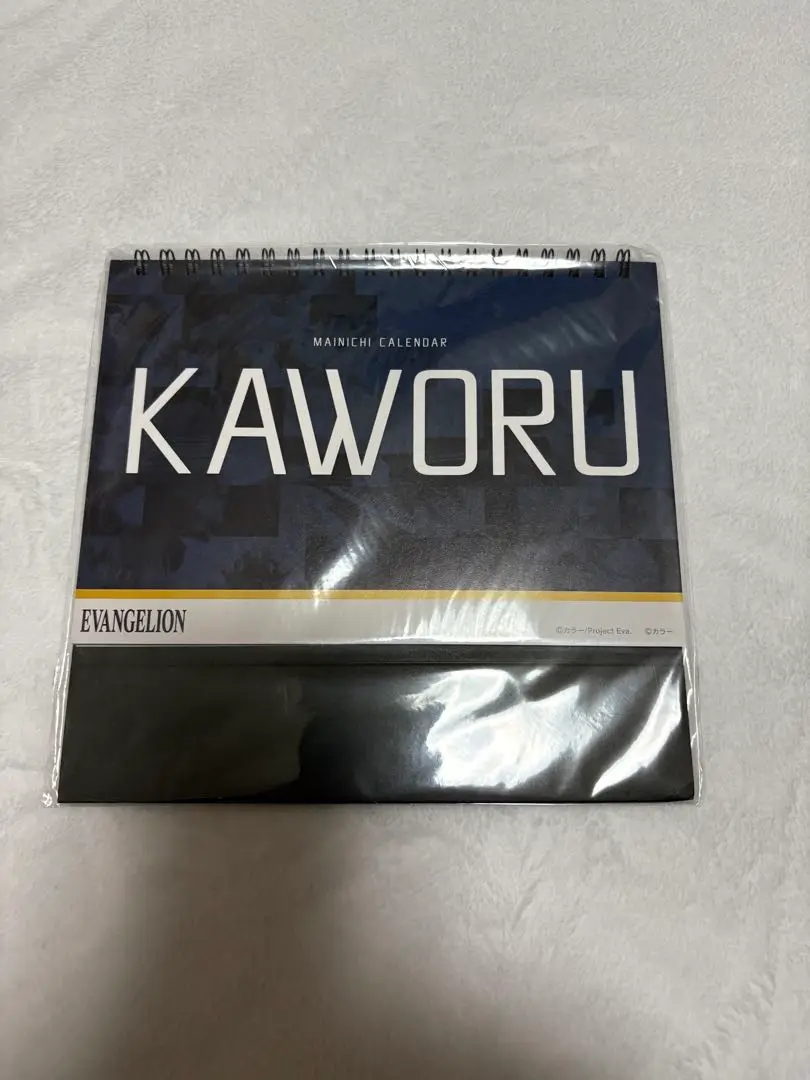 MAINICHI CALENDAR
KAWORU
EVANGELION
©カラー/Project Eva. ©カラー